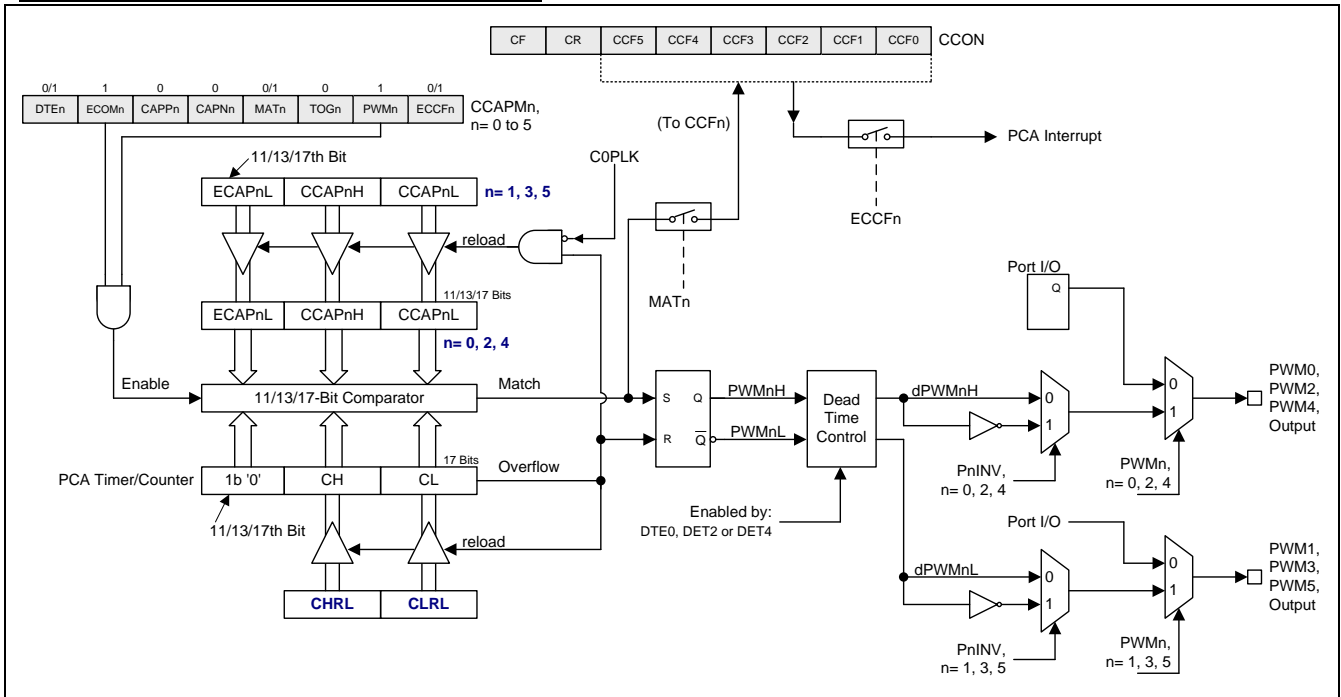 CF CR CCF5 CCF4 CCF3 CCF2 CCF1 CCF0 CCON
0/1 1 0 0 0/1 0 1 0/1
DTEn ECOMn CAPPn CAPNn MATn TOGn PWMn ECCFn
CCAPMn,
n= 0 to 5
(To CCFn)
PCA Interrupt
11/13/17th Bit
C0PLK
ECAPnL CCAPnH CCAPnL n= 1, 3, 5
ECCFn
reload
MATn
Port I/O
Q
11/13/17 Bits
ECAPnL CCAPnH CCAPnL
n= 0, 2, 4
Enable
11/13/17-Bit Comparator
Match
S Q
R Q
PWMnH
PWMnL
Dead
Time
Control
dPWMnH
0
1
0
1
PWM0,
PWM2,
PWM4,
Output
PnINV,
n= 0, 2, 4
PWMn,
n= 0, 2, 4
17 Bits
PCA Timer/Counter 1b '0' CH CL
Overflow
11/13/17th Bit
Enabled by:
DTE0, DET2 or DET4
Port I/O
reload
dPWMnL
0
1
0
1
PWM1,
PWM3,
PWM5,
Output
CHRL CLRL
PnINV,
n= 1, 3, 5
PWMn,
n= 1, 3, 5